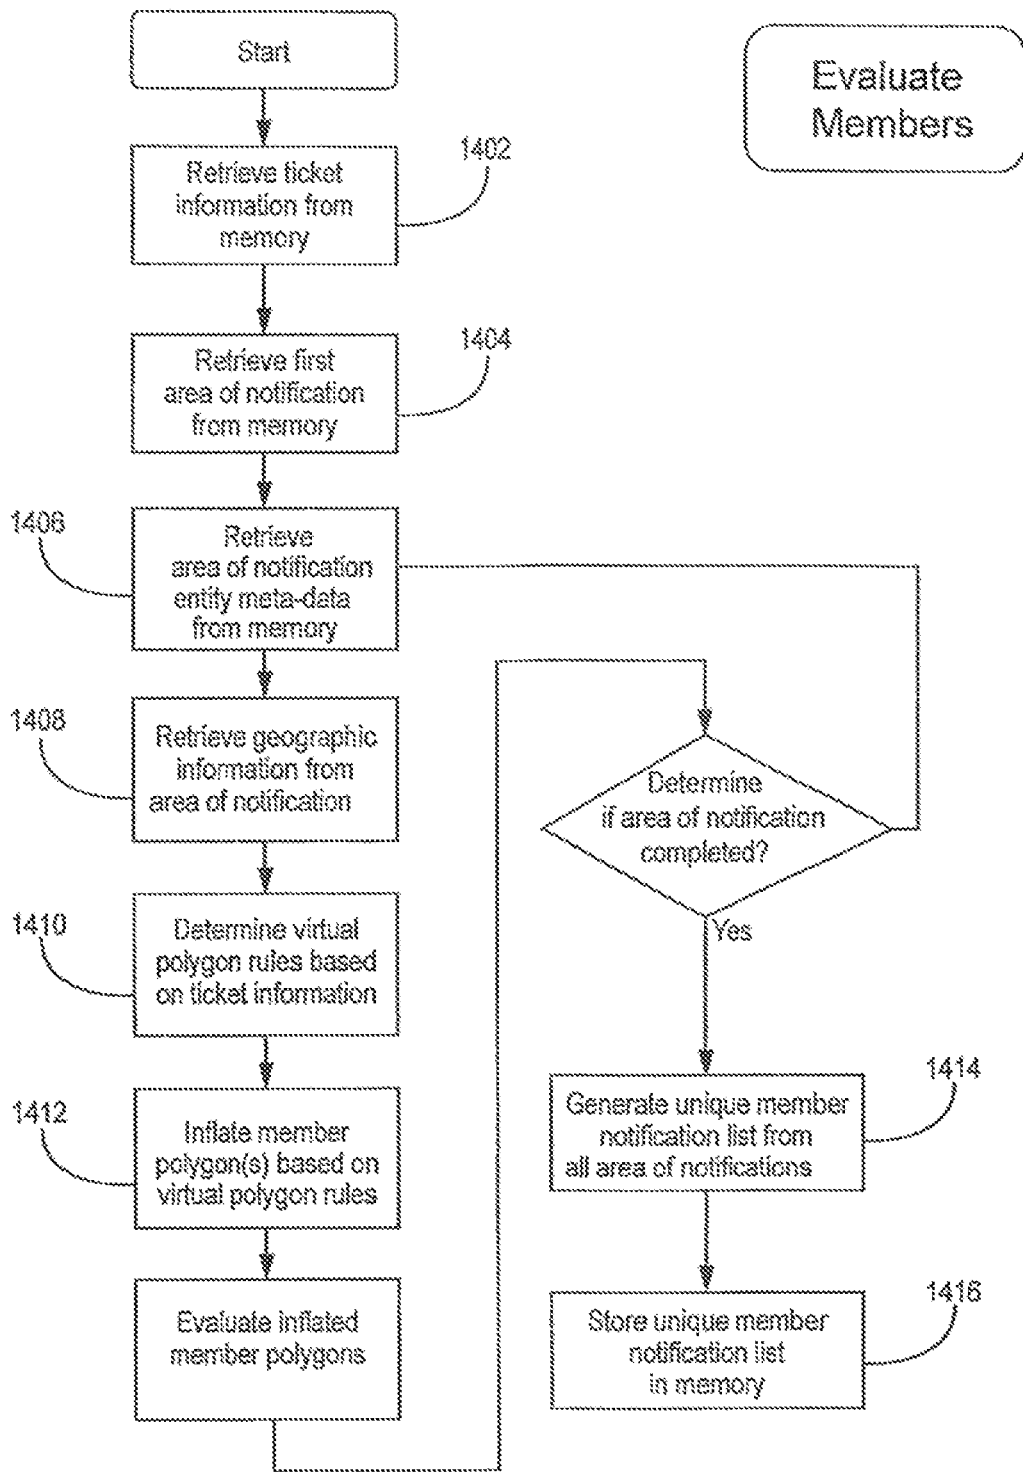 Start
Evaluate
Members
1402
Retrieve ticket
information from
memory
1404
Retrieve first
area of notification
from memory
1406
Retrieve
area of notification
entity meta-data
from memory
1408
Retrieve geographic
information from
area of notification
Determine
if area of notification
completed?
Yes
1410
Determine virtual
polygon rules based
on ticket information
1412
Inflate member
polygon(s) based on
virtual polygon rules
Evaluate inflated
member polygons
1414
Generate unique member
notification list from
all area of notifications
1416
Store unique member
notification list
in memory